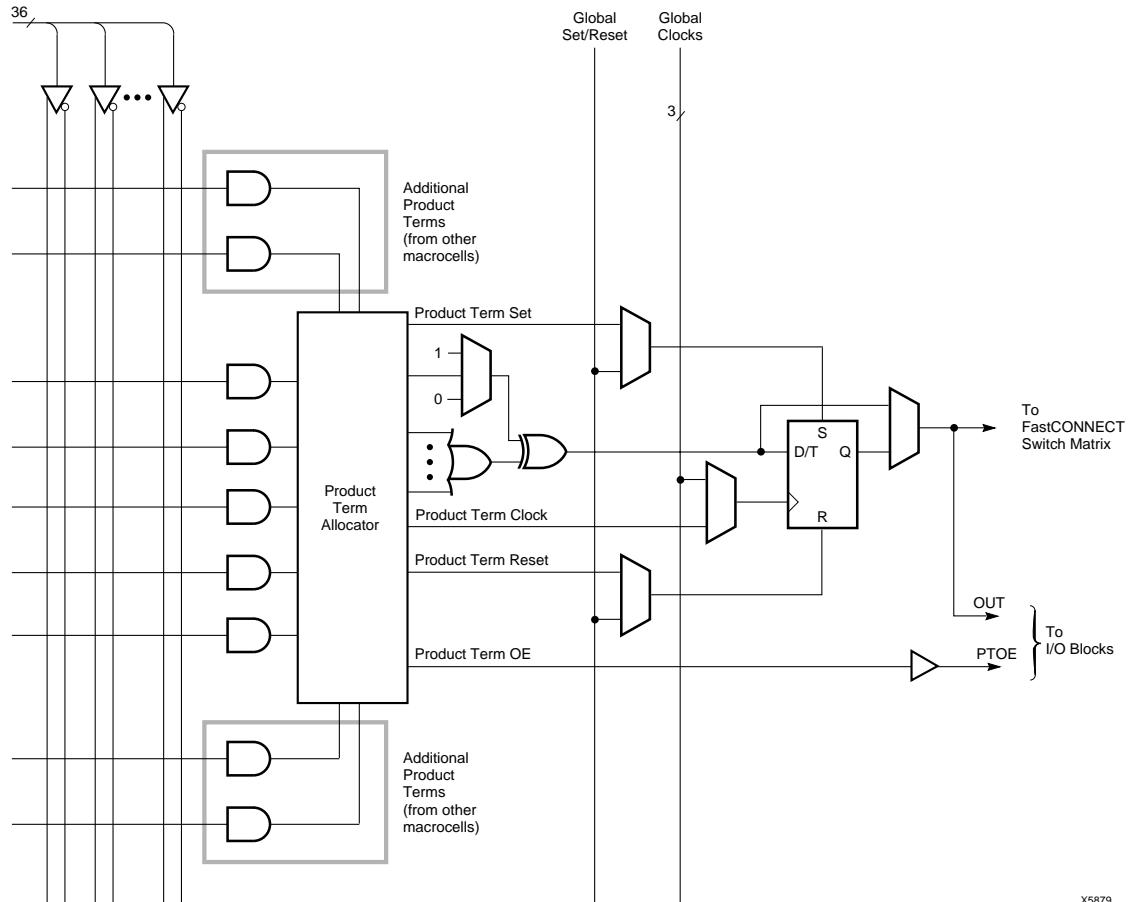 36
Global
Set/Reset
Global
Clocks
3
Additional
Product
Terms
(from other
macrocells)
Product Term Set
1
0
Product
Term
Allocator
S
D/T Q
R
To
FastCONNECT
Switch Matrix
Product Term Clock
Product Term Reset
OUT
Product Term OE
PTOE
To
I/O Blocks
Additional
Product
Terms
(from other
macrocells)
X5879